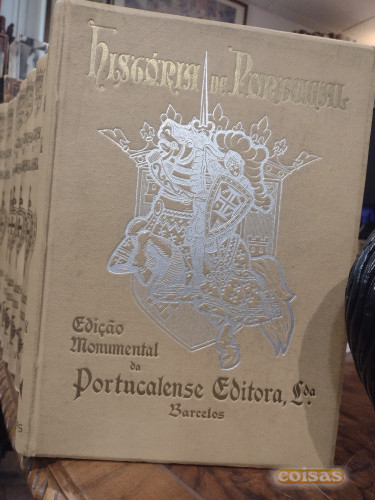 História de Portugal
Edição
Monumental
da
Portucalense Editora, Lda.
Barcelos
coisas